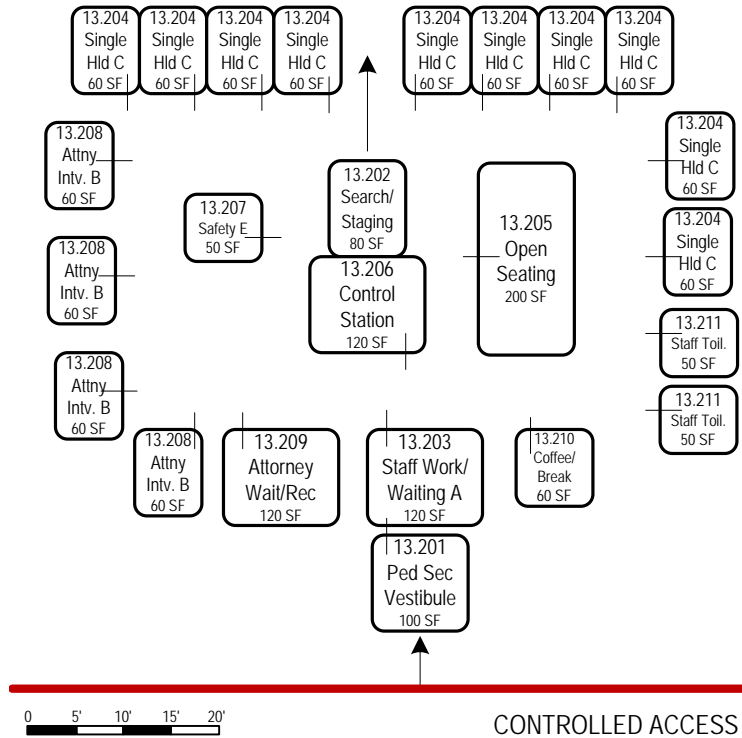 13.204
Single
Hld C
60 SF
13.204
Single
Hld C
60 SF
13.204
Single
Hld C
60 SF
13.204
Single
Hld C
60 SF
13.204
Single
Hld C
60 SF
13.204
Single
Hld C
60 SF
13.204
Single
Hld C
60 SF
13.204
Single
Hld C
60 SF
13.208
Attny
Intv. B
60 SF
13.204
Single
Hld C
60 SF
13.202
Search/
Staging
80 SF
13.207
Safety E
50 SF
13.205
Open
Seating
200 SF
13.204
Single
Hld C
60 SF
13.208
Attny
Intv. B
60 SF
13.206
Control
Station
120 SF
13.211
Staff Toil.
50 SF
13.208
Attny
Intv. B
60 SF
13.211
Staff Toil.
50 SF
13.208
Attny
Intv. B
60 SF
13.209
Attorney
Wait/Rec
120 SF
13.203
Staff Work/
Waiting A
120 SF
13.210
Coffee/
Break
60 SF
13.201
Ped Sec
Vestibule
100 SF
0 5' 10' 15' 20'
CONTROLLED ACCESS